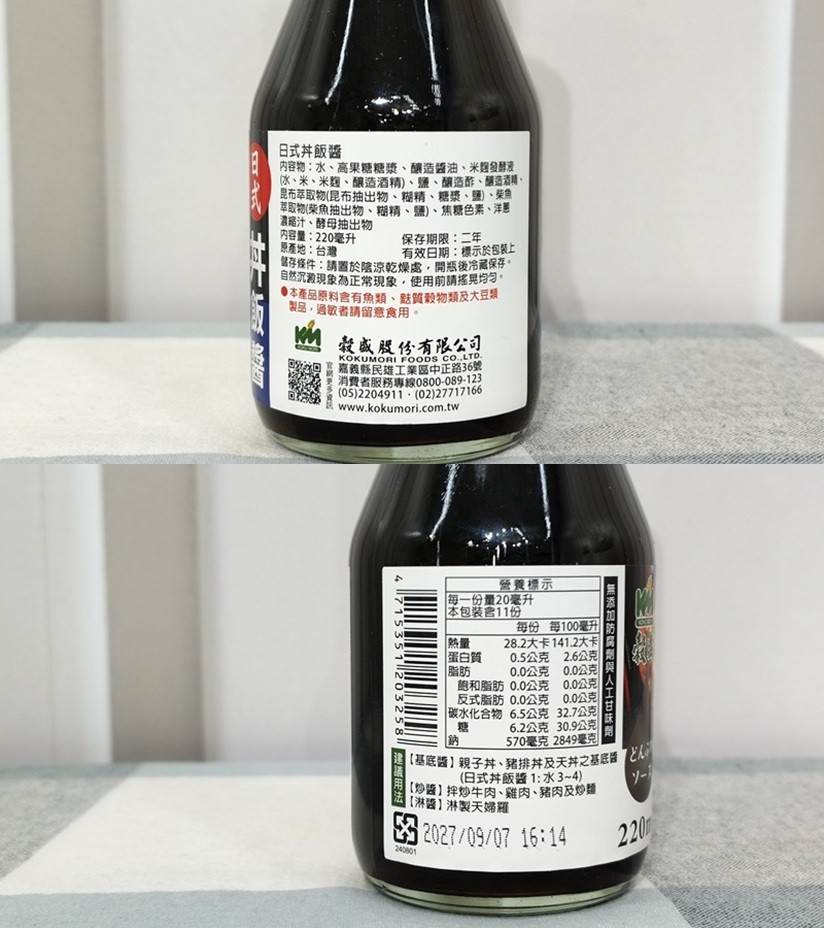 日式
丼飯醬
日式丼飯醬
內容物：水、高果糖糖漿、釀造醬油、米麴發酵液
(水、米、米麴、釀造酒精)、鹽、釀造酢、釀造酒精、
昆布萃取物(昆布抽出物、糊精、糖漿、鹽)、柴魚
萃取物(柴魚抽出物、糊精、鹽)、焦糖色素、洋蔥
濃縮汁、酵母抽出物
內容量：220毫升 保存期限：二年
原產地：台灣 有效日期：標示於包裝上
儲存條件：請置於陰涼乾燥處，開瓶後冷藏保存。
自然沉澱現象為正常現象，使用前請搖晃均勻。
●本產品原料含有魚類、麩質穀物類及大豆類
製品，過敏者請留意食用。
KM
穀盛股份有限公司
KOKUMORI FOODS CO.,LTD.
官網更多資訊
嘉義縣民雄工業區中正路36號
消費者服務專線0800-089-123
(05)2204911．(02)27717166
www.kokumori.com.tw
4 715351 203258
營養標示
每一份量20毫升
本包裝含11份
每份 每100毫升
熱量 28.2大卡 141.2大卡
蛋白質 0.5公克 2.6公克
脂肪 0.0公克 0.0公克
飽和脂肪 0.0公克 0.0公克
反式脂肪 0.0公克 0.0公克
碳水化合物 6.5公克 32.7公克
糖 6.2公克 30.9公克
鈉 570毫克 2849毫克
無添加防腐劑與人工甘味劑
建議用法
【基底醬】親子丼、豬排丼及天丼之基底醬
(日式丼飯醬 1: 水 3~4)
【炒醬】拌炒牛肉、雞肉、豬肉及炒麵
【淋醬】淋製天婦羅
240801
2027/09/07 16:14
KM
どん
ソース
220